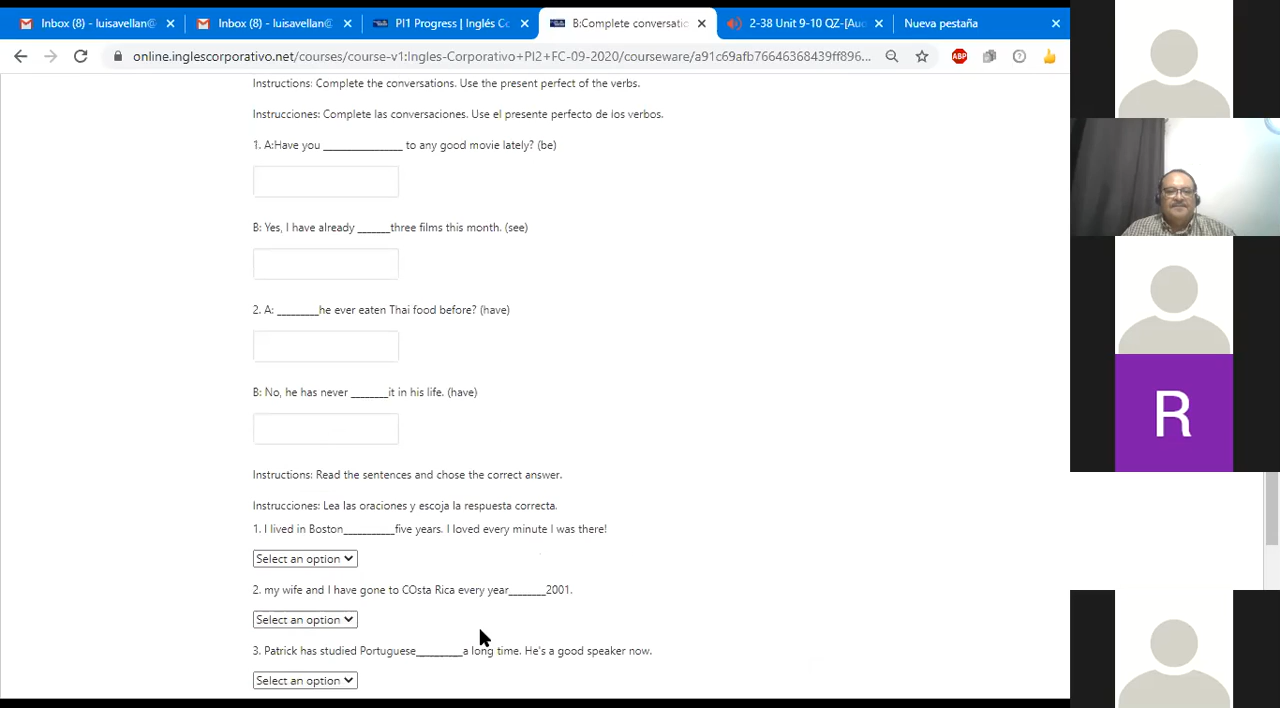 Inbox (8) - luisavellan@
Inbox (8) - luisavellan@
PI1 Progress | Inglés Co
B:Complete conversatio
2-38 Unit 9-10 QZ-[Aud
Nueva pestaña
online.inglescorporativo.net/courses/course-v1:Ingles-Corporativo+PI2+FC-09-2020/courseware/a91c69afb76646368439ff896...
ABP
Instructions: Complete the conversations. Use the present perfect of the verbs.
Instrucciones: Complete las conversaciones. Use el presente perfecto de los verbos.
1. A:Have you _______________ to any good movie lately? (be)
B: Yes, I have already ______three films this month. (see)
2. A: ________he ever eaten Thai food before? (have)
B: No, he has never _______it in his life. (have)
R
Instructions: Read the sentences and chose the correct answer.
Instrucciones: Lea las oraciones y escoja la respuesta correcta.
1. I lived in Boston__________five years. I loved every minute I was there!
Select an option
2. my wife and I have gone to COsta Rica every year_______2001.
Select an option
3. Patrick has studied Portuguese_________a long time. He's a good speaker now.
Select an option